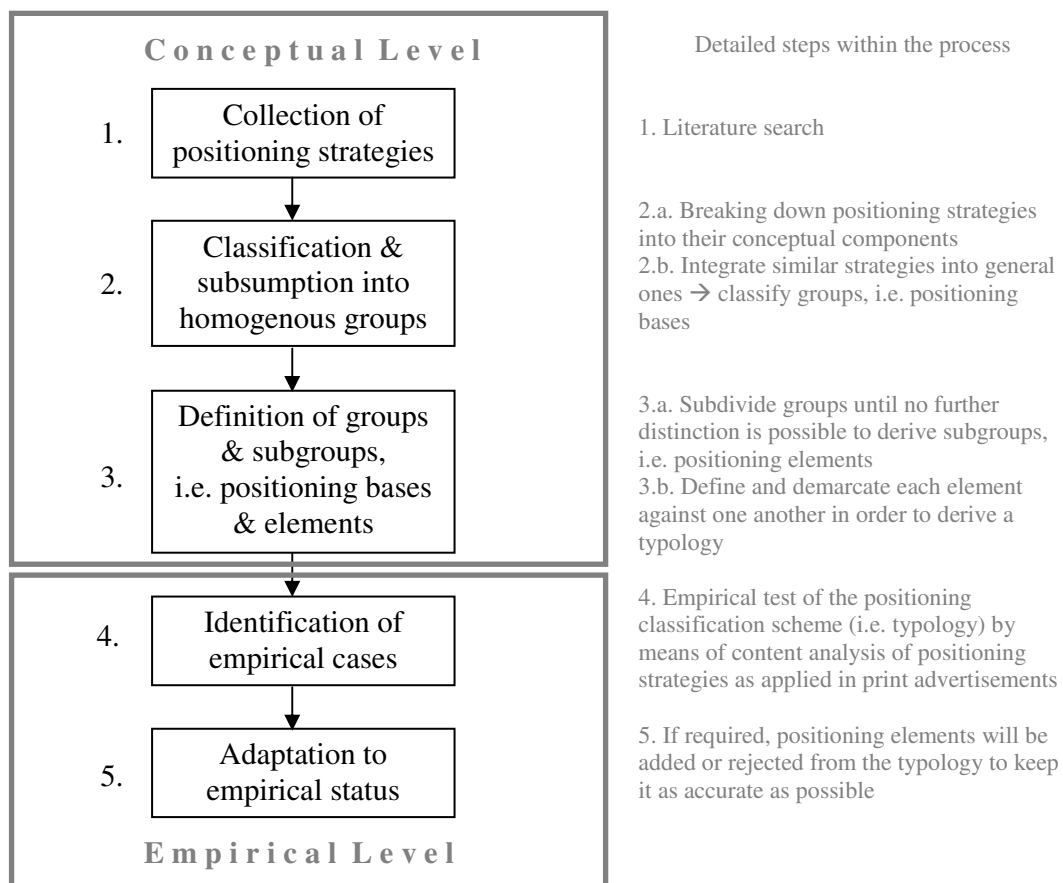 Conceptual Level
Detailed steps within the process
1.
Collection of
positioning strategies
1. Literature search
2.
Classification &
subsumption into
homogenous groups
2.a. Breaking down positioning strategies
into their conceptual components
2.b. Integrate similar strategies into general
ones → classify groups, i.e. positioning
bases
3.
Definition of groups
& subgroups,
i.e. positioning bases
& elements
3.a. Subdivide groups until no further
distinction is possible to derive subgroups,
i.e. positioning elements
3.b. Define and demarcate each element
against one another in order to derive a
typology
4.
Identification of
empirical cases
4. Empirical test of the positioning
classification scheme (i.e. typology) by
means of content analysis of positioning
strategies as applied in print advertisements
5.
Adaptation to
empirical status
5. If required, positioning elements will be
added or rejected from the typology to keep
it as accurate as possible
Empirical Level